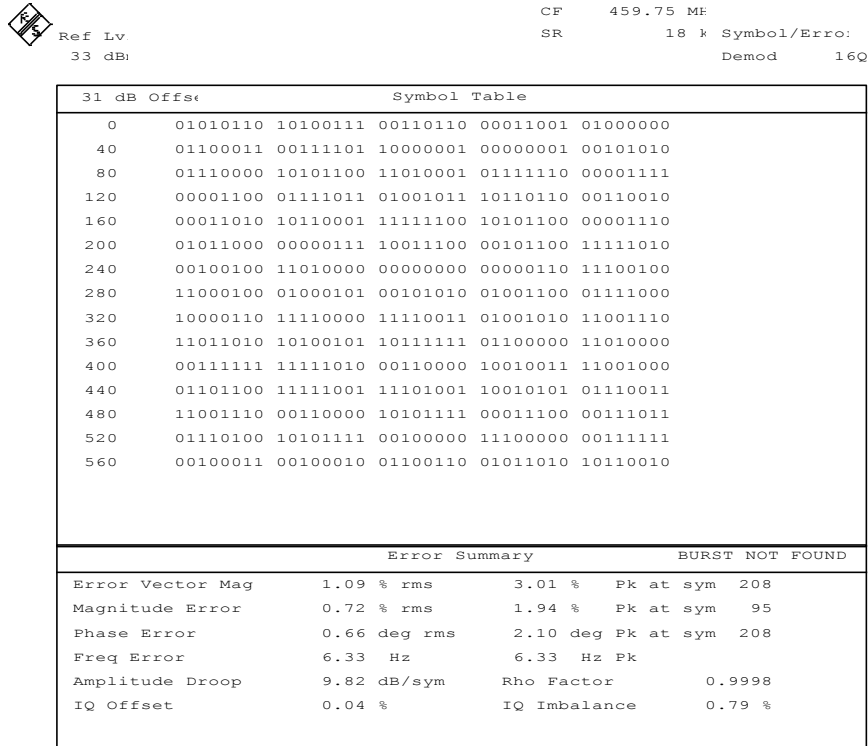 CF 459.75 MH
Ref Lv
SR 18 k Symbol/Error
33 dBm
Demod 16Q
31 dB Offse Symbol Table
0 01010110 10100111 00110110 00011001 01000000
40 01100011 00111101 10000001 00000001 00101010
80 01110000 10101100 11010001 01111110 00001111
120 00001100 01111011 01001011 10110110 00110010
160 00011010 10110001 11111100 10101100 00001110
200 01011000 00000111 10011100 00101100 11111010
240 00100100 11010000 00000000 00000110 11100100
280 11000100 01000101 00101010 01001100 01111000
320 10000110 11110000 11110011 01001010 11001110
360 11011010 10100101 10111111 01100000 11010000
400 00111111 11111010 00110000 10010011 11001000
440 01101100 11111001 11101001 10010101 01110011
480 11001110 00110000 10101111 00011100 00111011
520 01110100 10101111 00100000 11100000 00111111
560 00100011 00100010 01100110 01011010 10110010
Error Summary BURST NOT FOUND
Error Vector Mag 1.09 % rms 3.01 % Pk at sym 208
Magnitude Error 0.72 % rms 1.94 % Pk at sym 95
Phase Error 0.66 deg rms 2.10 deg Pk at sym 208
Freq Error 6.33 Hz 6.33 Hz Pk
Amplitude Droop 9.82 dB/sym Rho Factor 0.9998
IQ Offset 0.04 % IQ Imbalance 0.79 %